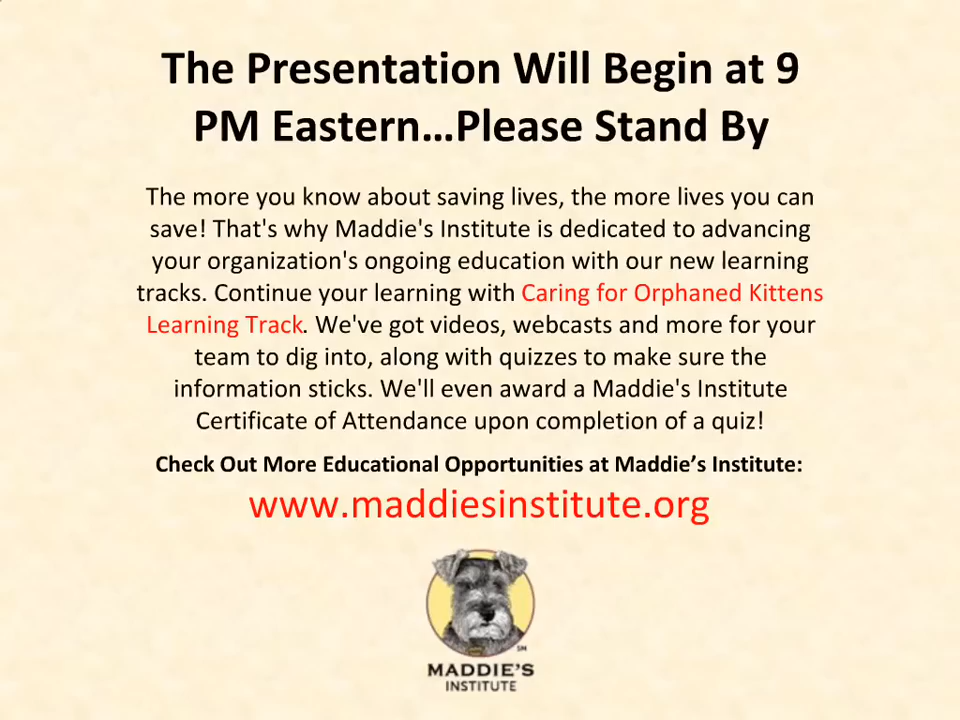 The Presentation Will Begin at 9
PM Eastern…Please Stand By
The more you know about saving lives, the more lives you can
save! That's why Maddie's Institute is dedicated to advancing
your organization's ongoing education with our new learning
tracks. Continue your learning with Caring for Orphaned Kittens
Learning Track. We've got videos, webcasts and more for your
team to dig into, along with quizzes to make sure the
information sticks. We'll even award a Maddie's Institute
Certificate of Attendance upon completion of a quiz!
Check Out More Educational Opportunities at Maddie’s Institute:
www.maddiesinstitute.org
SM
MADDIE'S
INSTITUTE